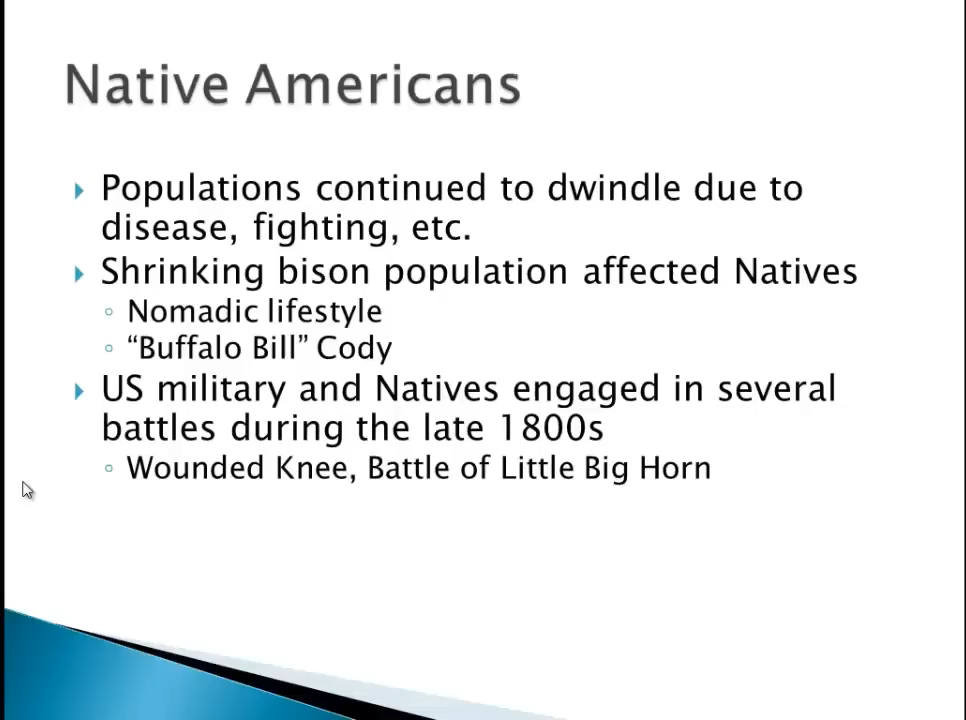 Native Americans
Populations continued to dwindle due to
disease, fighting, etc.
Shrinking bison population affected Natives
Nomadic lifestyle
“Buffalo Bill” Cody
US military and Natives engaged in several
battles during the late 1800s
Wounded Knee, Battle of Little Big Horn